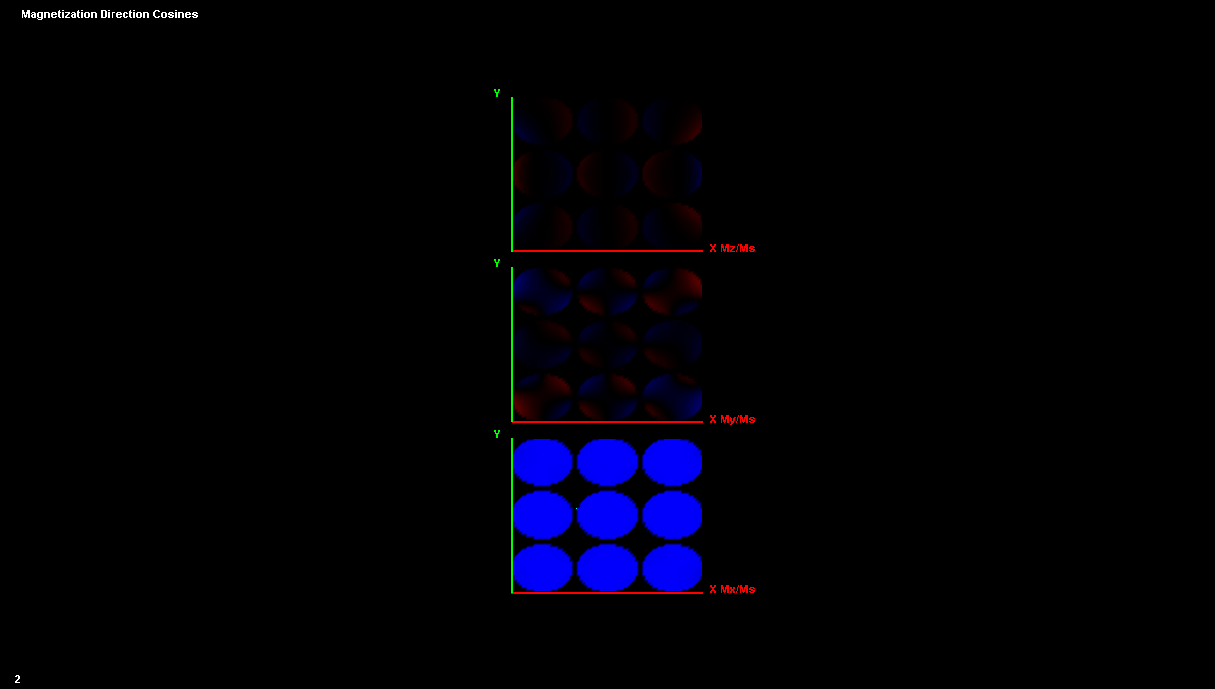 Magnetization Direction Cosines
Y
X Mz/Ms
Y
X My/Ms
Y
X Mx/Ms
2